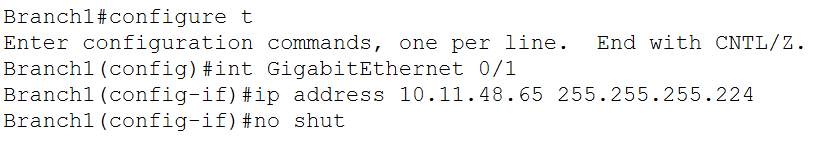 Branch1#configure t
Enter configuration commands, one per line.  End with CNTL/Z.
Branch1(config)#int GigabitEthernet 0/1
Branch1(config-if)#ip address 10.11.48.65 255.255.255.224
Branch1(config-if)#no shut